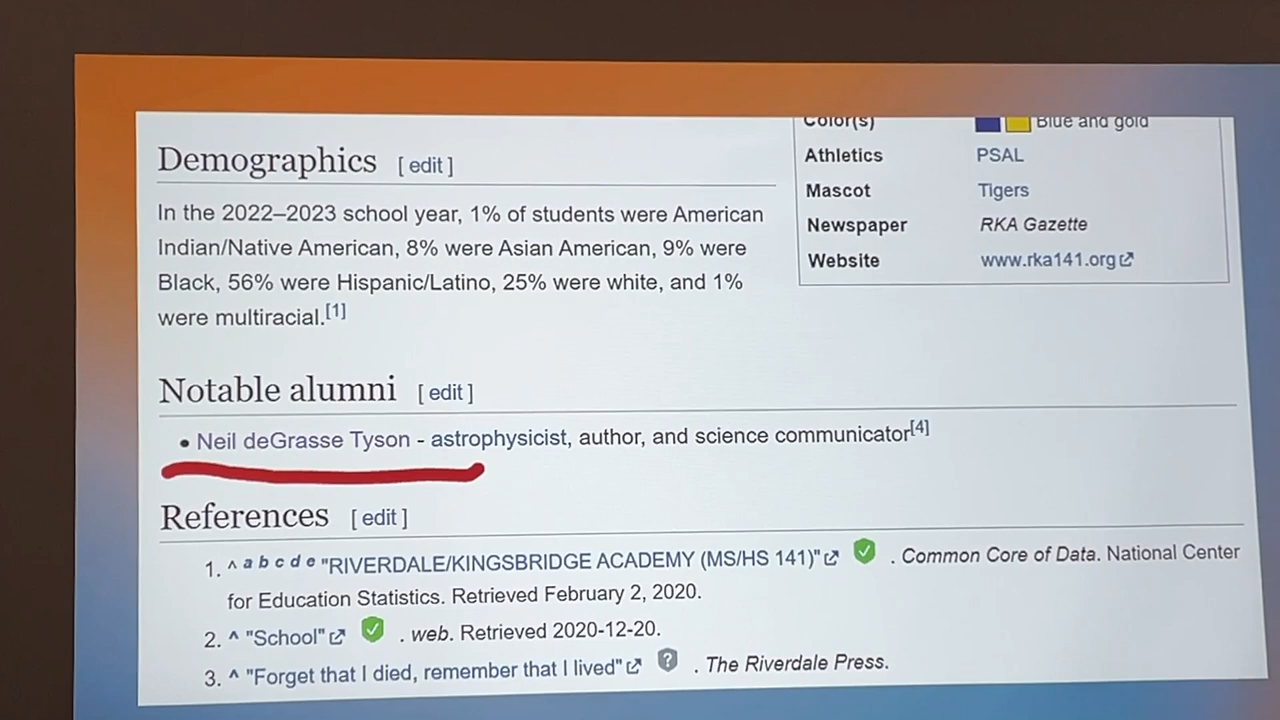 Color(s) Blue and gold
Demographics [ edit ]
Athletics PSAL
Mascot Tigers
In the 2022–2023 school year, 1% of students were American
Newspaper RKA Gazette
Indian/Native American, 8% were Asian American, 9% were
Website www.rka141.org
Black, 56% were Hispanic/Latino, 25% were white, and 1%
were multiracial.[1]
Notable alumni [ edit ]
• Neil deGrasse Tyson - astrophysicist, author, and science communicator[4]
References [ edit ]
1. ^ a b c d e "RIVERDALE/KINGSBRIDGE ACADEMY (MS/HS 141)" . Common Core of Data. National Center
for Education Statistics. Retrieved February 2, 2020.
2. ^ "School" . web. Retrieved 2020-12-20.
3. ^ "Forget that I died, remember that I lived" ? . The Riverdale Press.